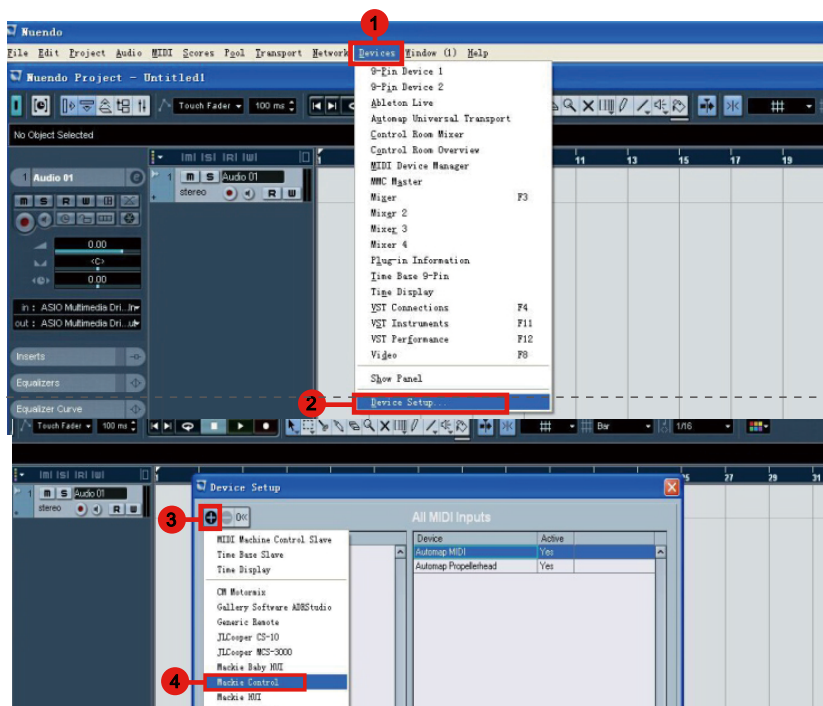 Nuendo
File Edit Project Audio MIDI Scores Pool Transport Network Devices Window (1) Help
1
Nuendo Project - Untitled1
Touch Fader 100 ms
No Object Selected
9-Pin Device 1
9-Pin Device 2
Ableton Live
Automap Universal Transport
Control Room Mixer
Control Room Overview
MIDI Device Manager
MMC Master
Mixer F3
Mixer 2
Mixer 3
Mixer 4
Plug-in Information
Time Base 9-Pin
Time Display
VST Connections F4
VST Instruments F11
VST Performance F12
Video F8
Show Panel
Device Setup...
2
11 13 15 17 19
1 Audio 01
m S R W
0.00
<C>
0.00
in : ASIO Multimedia Dri...In
out : ASIO Multimedia Dri...ut
Inserts
Equalizers
Equalizer Curve
1 m S Audio 01
stereo R W
Touch Fader 100 ms Bar 1/16
27 29 31
1 m S Audio 01
stereo R W
Device Setup
3
All MIDI Inputs
Device Active
Automap MIDI Yes
Automap Propellerhead Yes
MIDI Machine Control Slave
Time Base Slave
Time Display
CM Motormix
Gallery Software ADRStudio
Generic Remote
JLCooper CS-10
JLCooper MCS-3000
Mackie Baby HUI
4
Mackie Control
Mackie HUI